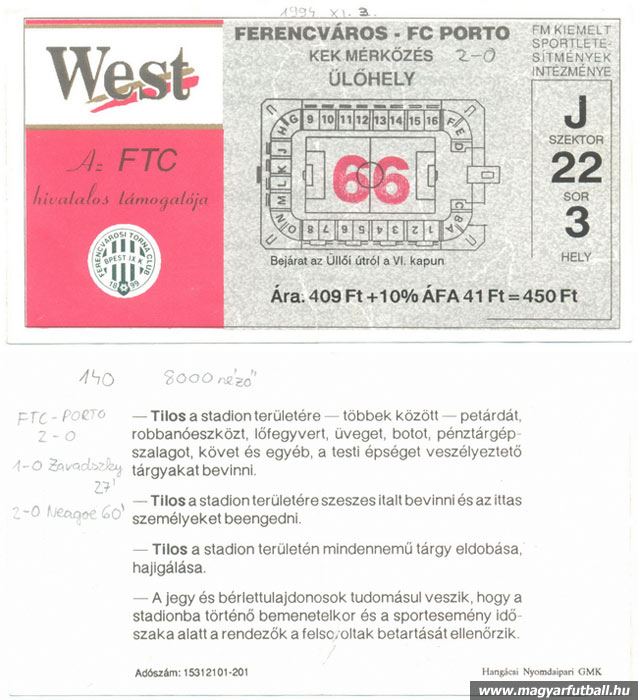 1994 XI. 3.
West
Az FTC
hivatalos támogatója
FERENCVÁROSI TORNA CLUB
BPEST IX. K
1899
FERENCVÁROS - FC PORTO
KEK MÉRKŐZÉS 2-0
ÜLŐHELY
H G 9 10 11 12 13 14 15 16 F E
J
K
L
M
D
66
O N 8 7 6 5 4 3 2 1 C B A
Bejárat az Üllői útról a VI. kapun
Ára: 409 Ft +10% ÁFA 41 Ft = 450 Ft
FM KIEMELT
SPORTLÉTE-
SÍTMÉNYEK
INTÉZMÉNYE
J
SZEKTOR
22
SOR
3
HELY
140 8000 néző"
FTC - PORTO
2-0
1-0 Zavadszky
27'
2-0 Neagoe 60'
— Tilos a stadion területére — többek között — petárdát,
robbanóeszközt, lőfegyvert, üveget, botot, pénztárgép-
szalagot, követ és egyéb, a testi épséget veszélyeztető
tárgyakat bevinni.
— Tilos a stadion területére szeszes italt bevinni és az ittas
személyeket beengedni.
— Tilos a stadion területén mindennemű tárgy eldobása,
hajigálása.
— A jegy és bérlettulajdonosok tudomásul veszik, hogy a
stadionba történő bemenetelkor és a sportesemény idő-
szaka alatt a rendezők a felsoroltak betartását ellenőrzik.
Adószám: 15312101-201
Hangácsi Nyomdaipari GMK
www.magyarfutball.hu